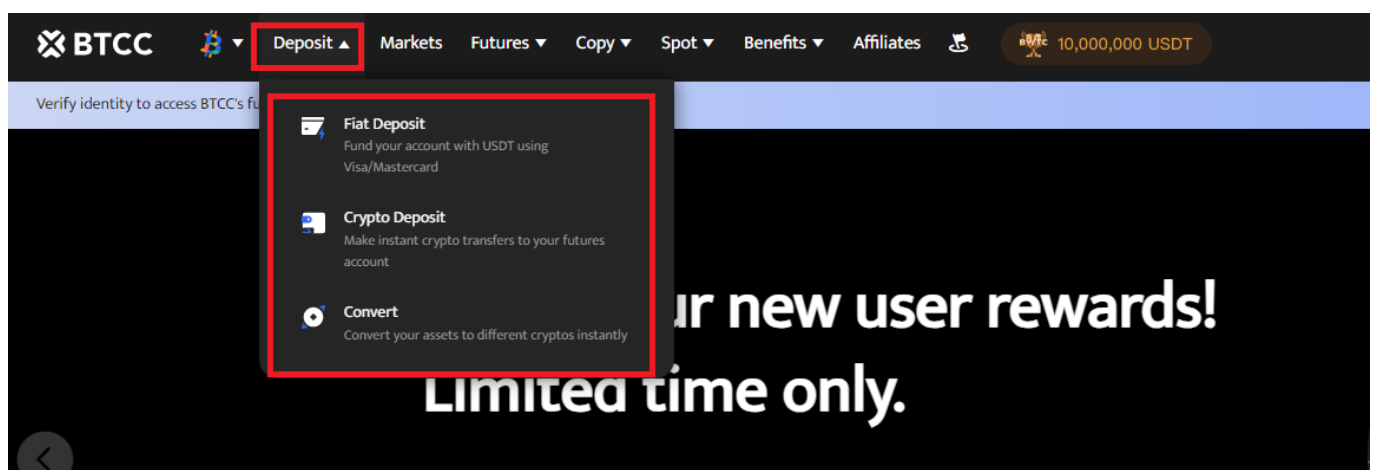 BTCC Deposit ▲ Markets Futures ▼ Copy ▼ Spot ▼ Benefits ▼ Affiliates 10,000,000 USDT
Verify identity to access BTCC's
Fiat Deposit
Fund your account with USDT using
Visa/Mastercard
Crypto Deposit
Make instant crypto transfers to your futures
account
Convert
Convert your assets to different cryptos instantly
new user rewards!
Limited time only.